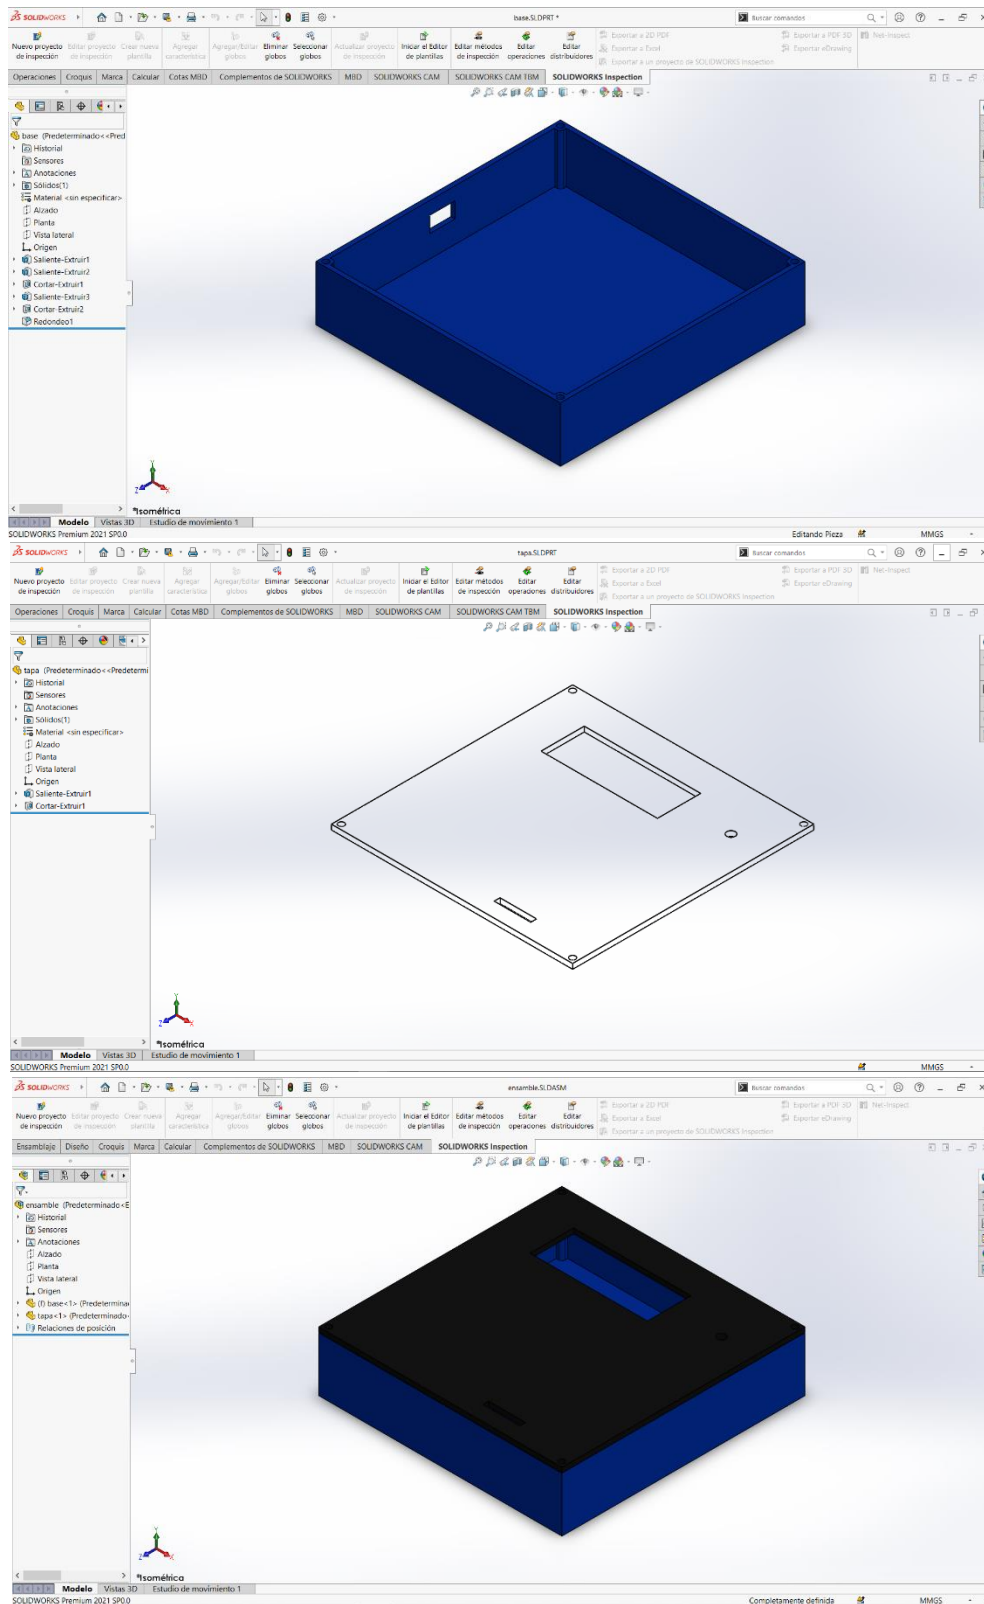 SOLIDWORKS
base.SLDPRT *
Buscar comandos
Nuevo proyecto de inspección
Editar proyecto de inspección
Crear nueva plantilla
Agregar característica
Agregar/Editar globos
Eliminar globos
Seleccionar globos
Actualizar proyecto de inspección
Iniciar el Editor de plantillas
Editar métodos de inspección
Editar operaciones
Editar distribuidores
Exportar a 2D PDF
Exportar a Excel
Exportar a un proyecto de SOLIDWORKS Inspection
Exportar a PDF 3D
Exportar eDrawing
Net-Inspect
Operaciones Croquis Marca Calcular Cotas MBD Complementos de SOLIDWORKS MBD SOLIDWORKS CAM SOLIDWORKS CAM TBM SOLIDWORKS Inspection
base (Predeterminado<<Pred
Historial
Sensores
Anotaciones
Sólidos(1)
Material <sin especificar>
Alzado
Planta
Vista lateral
Origen
Saliente-Extruir1
Saliente-Extruir2
Cortar-Extruir1
Saliente-Extruir3
Cortar-Extruir2
Redondeo1
Y
Z
X
*Isométrica
Modelo Vistas 3D Estudio de movimiento 1
SOLIDWORKS Premium 2021 SP0.0 Editando Pieza MMGS
SOLIDWORKS
tapa.SLDPRT
Buscar comandos
Nuevo proyecto de inspección
Editar proyecto de inspección
Crear nueva plantilla
Agregar característica
Agregar/Editar globos
Eliminar globos
Seleccionar globos
Actualizar proyecto de inspección
Iniciar el Editor de plantillas
Editar métodos de inspección
Editar operaciones
Editar distribuidores
Exportar a 2D PDF
Exportar a Excel
Exportar a un proyecto de SOLIDWORKS Inspection
Exportar a PDF 3D
Exportar eDrawing
Net-Inspect
Operaciones Croquis Marca Calcular Cotas MBD Complementos de SOLIDWORKS MBD SOLIDWORKS CAM SOLIDWORKS CAM TBM SOLIDWORKS Inspection
tapa (Predeterminado<<Predetermi
Historial
Sensores
Anotaciones
Sólidos(1)
Material <sin especificar>
Alzado
Planta
Vista lateral
Origen
Saliente-Extruir1
Cortar-Extruir1
Y
Z
X
*Isométrica
Modelo Vistas 3D Estudio de movimiento 1
SOLIDWORKS Premium 2021 SP0.0 MMGS
SOLIDWORKS
ensamble.SLDASM
Buscar comandos
Nuevo proyecto de inspección
Editar proyecto de inspección
Crear nueva plantilla
Agregar característica
Agregar/Editar globos
Eliminar globos
Seleccionar globos
Actualizar proyecto de inspección
Iniciar el Editor de plantillas
Editar métodos de inspección
Editar operaciones
Editar distribuidores
Exportar a 2D PDF
Exportar a Excel
Exportar a un proyecto de SOLIDWORKS Inspection
Exportar a PDF 3D
Exportar eDrawing
Net-Inspect
Ensamblaje Diseño Croquis Marca Calcular Complementos de SOLIDWORKS MBD SOLIDWORKS CAM SOLIDWORKS Inspection
ensamble (Predeterminado<E
Historial
Sensores
Anotaciones
Alzado
Planta
Vista lateral
Origen
(f) base<1> (Predetermina
tapa<1> (Predeterminado
Relaciones de posición
Y
Z
X
*Isométrica
Modelo Vistas 3D Estudio de movimiento 1
SOLIDWORKS Premium 2021 SP0.0 Completamente definida MMGS